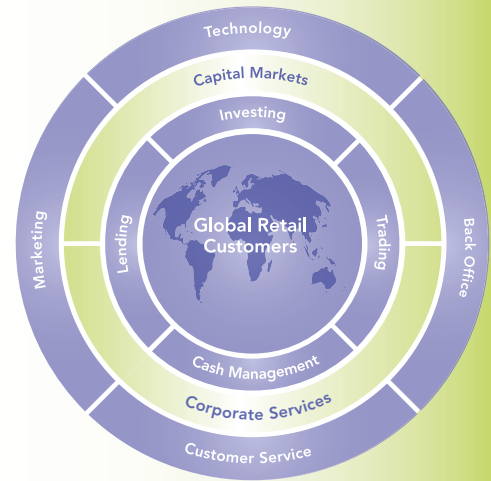 Technology
Capital Markets
Investing
Marketing
Lending
Global Retail
Customers
Trading
Back Office
Cash Management
Corporate Services
Customer Service